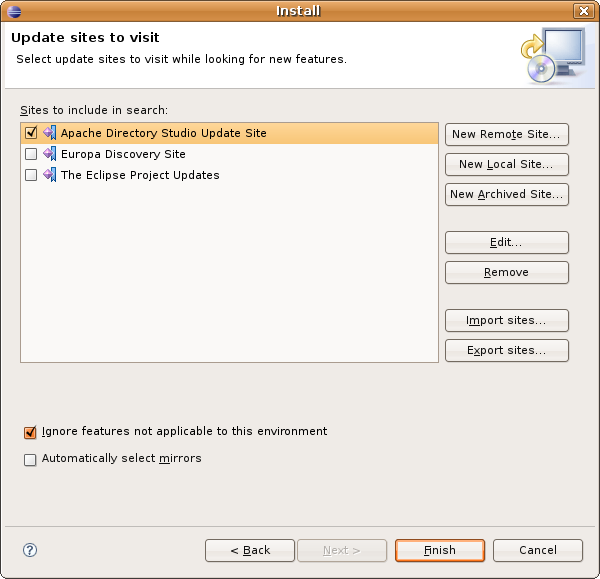 Install
Update sites to visit
Select update sites to visit while looking for new features.
Sites to include in search:
Apache Directory Studio Update Site
Europa Discovery Site
The Eclipse Project Updates
New Remote Site...
New Local Site...
New Archived Site...
Edit...
Remove
Import sites...
Export sites...
Ignore features not applicable to this environment
Automatically select mirrors
?
< Back
Next >
Finish
Cancel